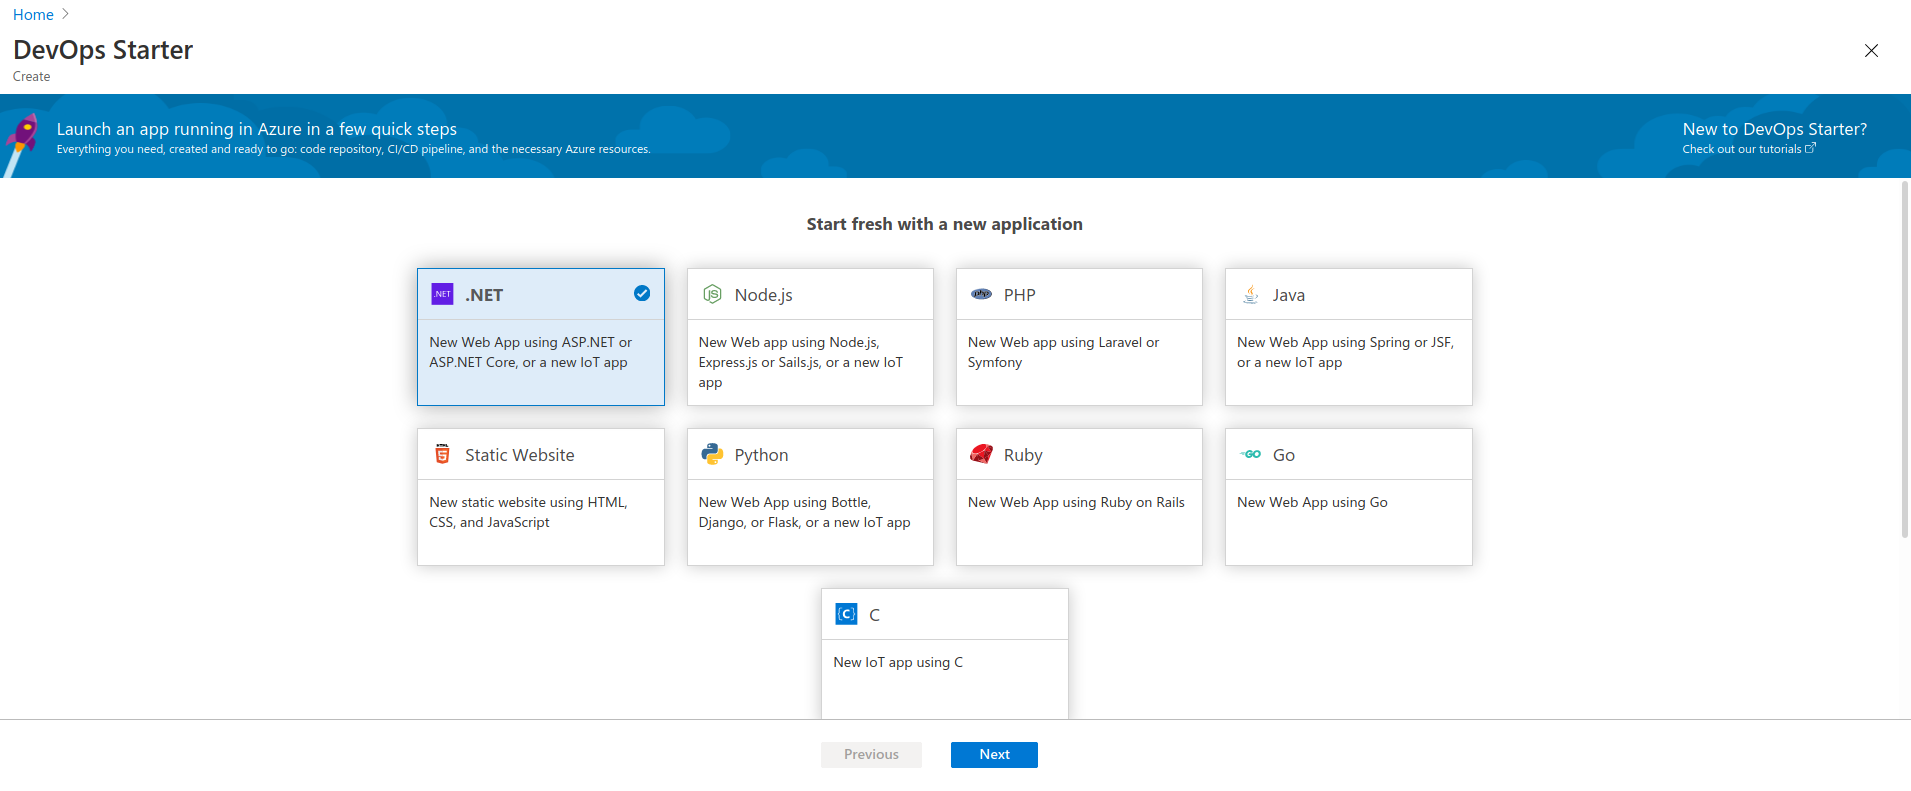 Home
DevOps Starter
Create
Launch an app running in Azure in a few quick steps
Everything you need, created and ready to go: code repository, CI/CD pipeline, and the necessary Azure resources.
New to DevOps Starter?
Check out our tutorials
Start fresh with a new application
.NET
.NET
New Web App using ASP.NET or
ASP.NET Core, or a new IoT app
JS
Node.js
New Web app using Node.js,
Express.js or Sails.js, or a new IoT
app
php
PHP
New Web app using Laravel or
Symfony
Java
New Web App using Spring or JSF,
or a new IoT app
HTML
5
Static Website
New static website using HTML,
CSS, and JavaScript
Python
New Web App using Bottle,
Django, or Flask, or a new IoT app
Ruby
New Web App using Ruby on Rails
GO
Go
New Web App using Go
{C}
C
New IoT app using C
Previous
Next